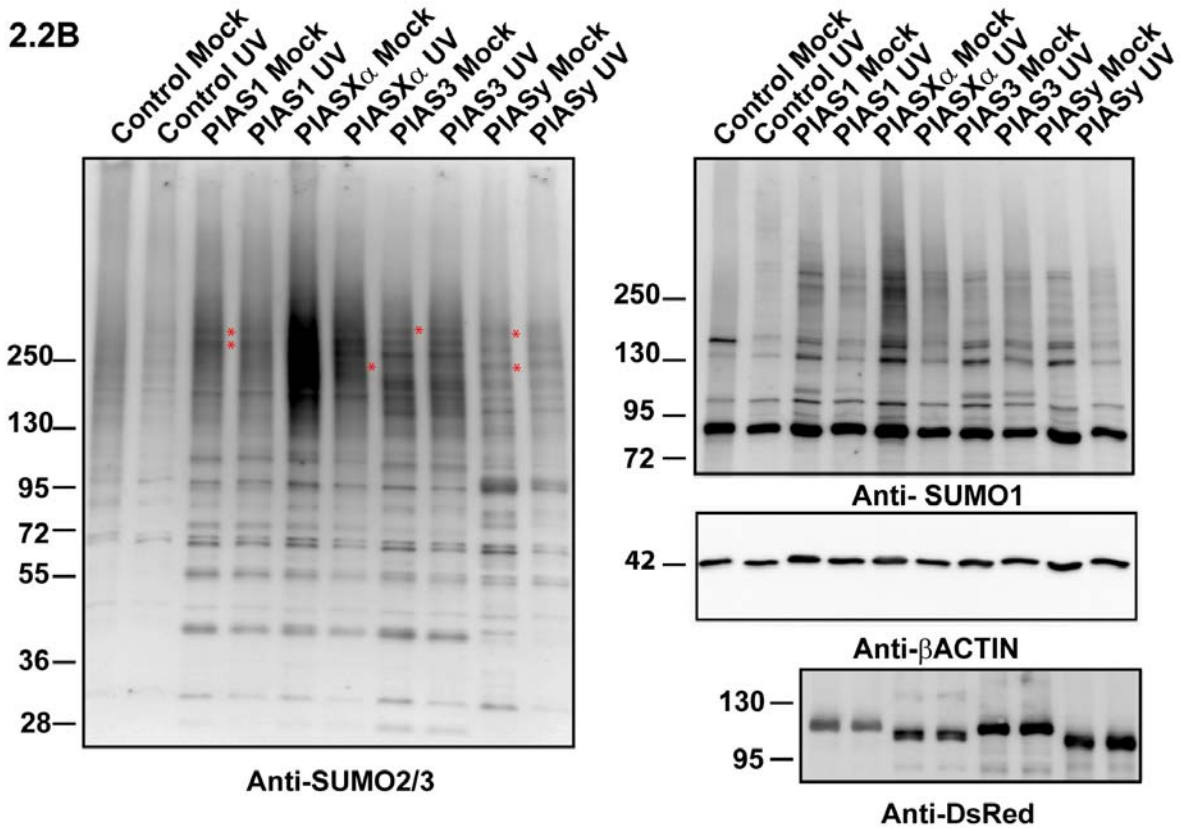 2.2B
Control Mock
Control UV
PIAS1 Mock
PIAS1 UV
PIASXα Mock
PIASXα UV
PIAS3 Mock
PIAS3 UV
PIASy Mock
PIASy UV
250
130
95
72
55
36
28
* * * * * *
Anti-SUMO2/3
Control Mock
Control UV
PIAS1 Mock
PIAS1 UV
PIASXα Mock
PIASXα UV
PIAS3 Mock
PIAS3 UV
PIASy Mock
PIASy UV
250
130
95
72
Anti- SUMO1
42
Anti-βACTIN
130
95
Anti-DsRed